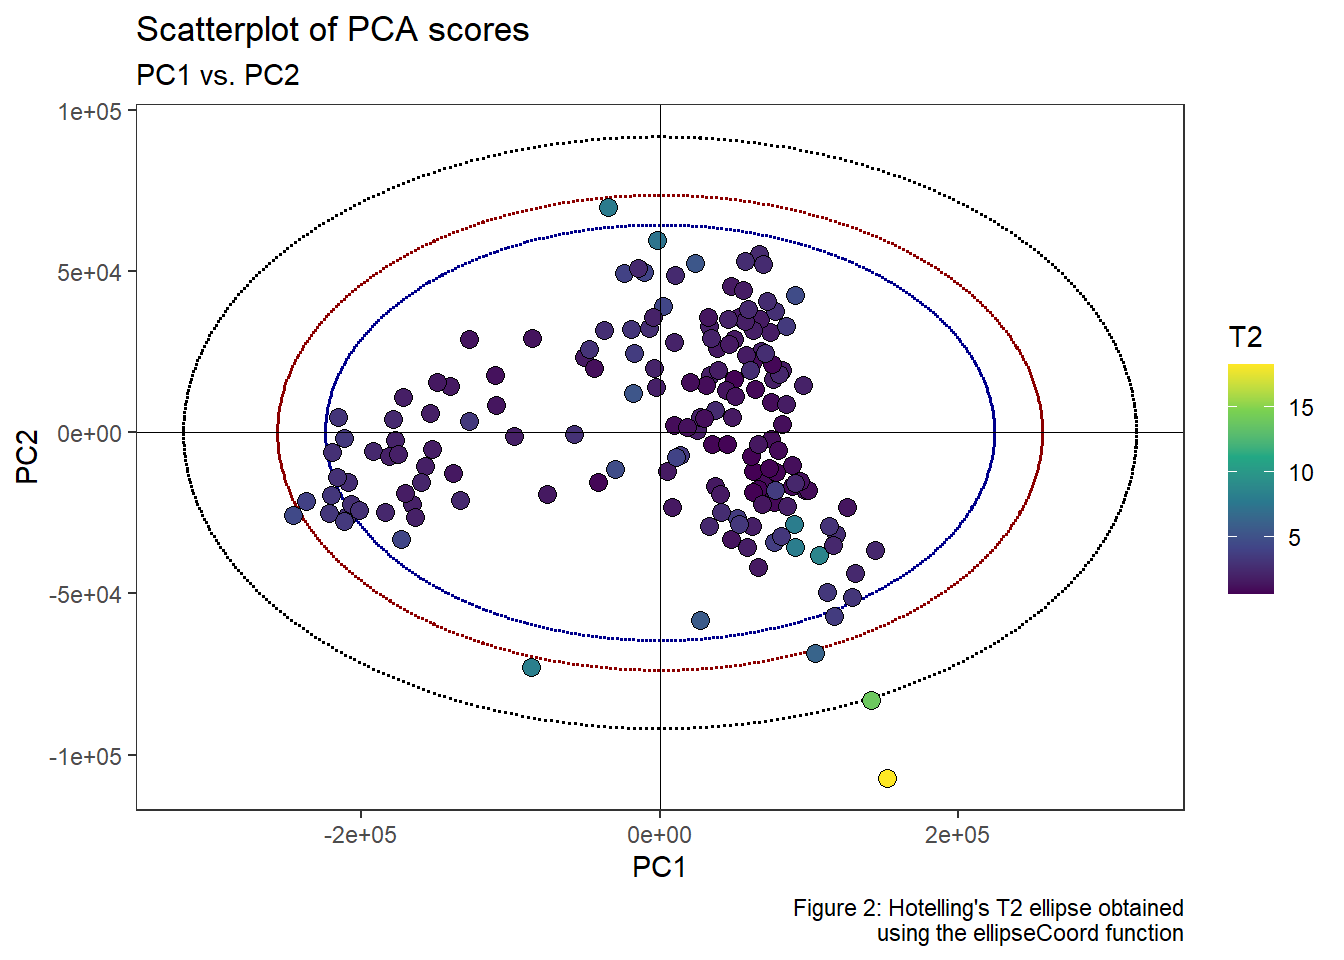 Scatterplot of PCA scores
PC1 vs. PC2
1e+05
5e+04
0e+00
-5e+04
-1e+05
PC2
-2e+05
0e+00
2e+05
PC1
T2
15
10
5
Figure 2: Hotelling's T2 ellipse obtained
using the ellipseCoord function